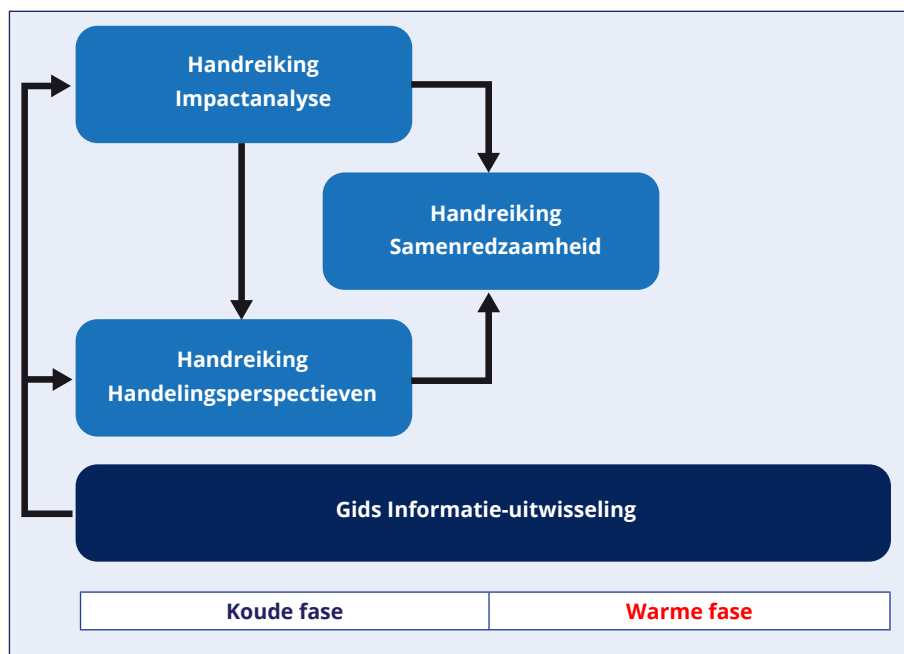 Handreiking
Impactanalyse
Handreiking
Samenredzaamheid
Handreiking
Handelingsperspectieven
Gids Informatie-uitwisseling
Koude fase
Warme fase